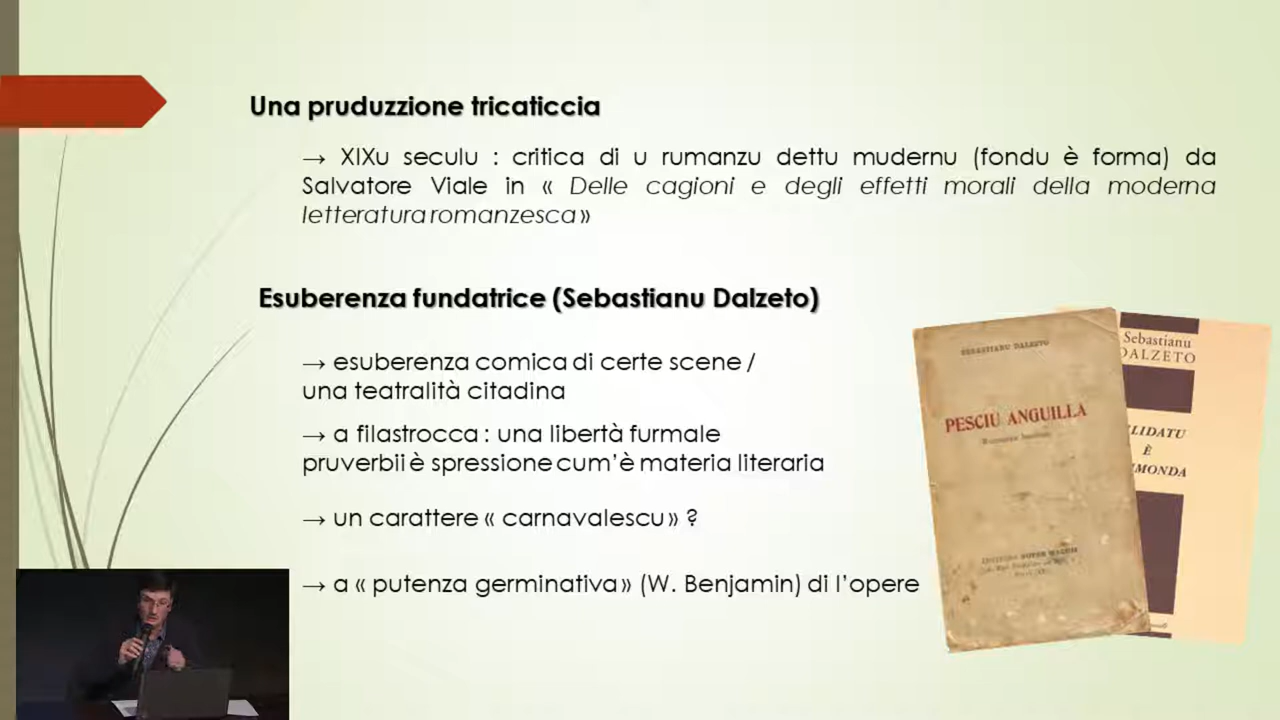 Una pruduzzione tricaticcia
→ XIXu seculu : critica di u rumanzu dettu mudernu (fondu è forma) da
Salvatore Viale in « Delle cagioni e degli effetti morali della moderna
letteratura romanzesca »
Esuberenza fundatrice (Sebastianu Dalzeto)
→ esuberenza comica di certe scene /
una teatralità citadina
→ a filastrocca : una libertà furmale
pruverbii è spressione cum'è materia literaria
→ un carattere « carnavalescu » ?
→ a « putenza germinativa » (W. Benjamin) di l'opere
SEBASTIANU DALZETO
PESCIU ANGUILLA
Sebastianu
DALZETO
LIDATU
È
MONDA